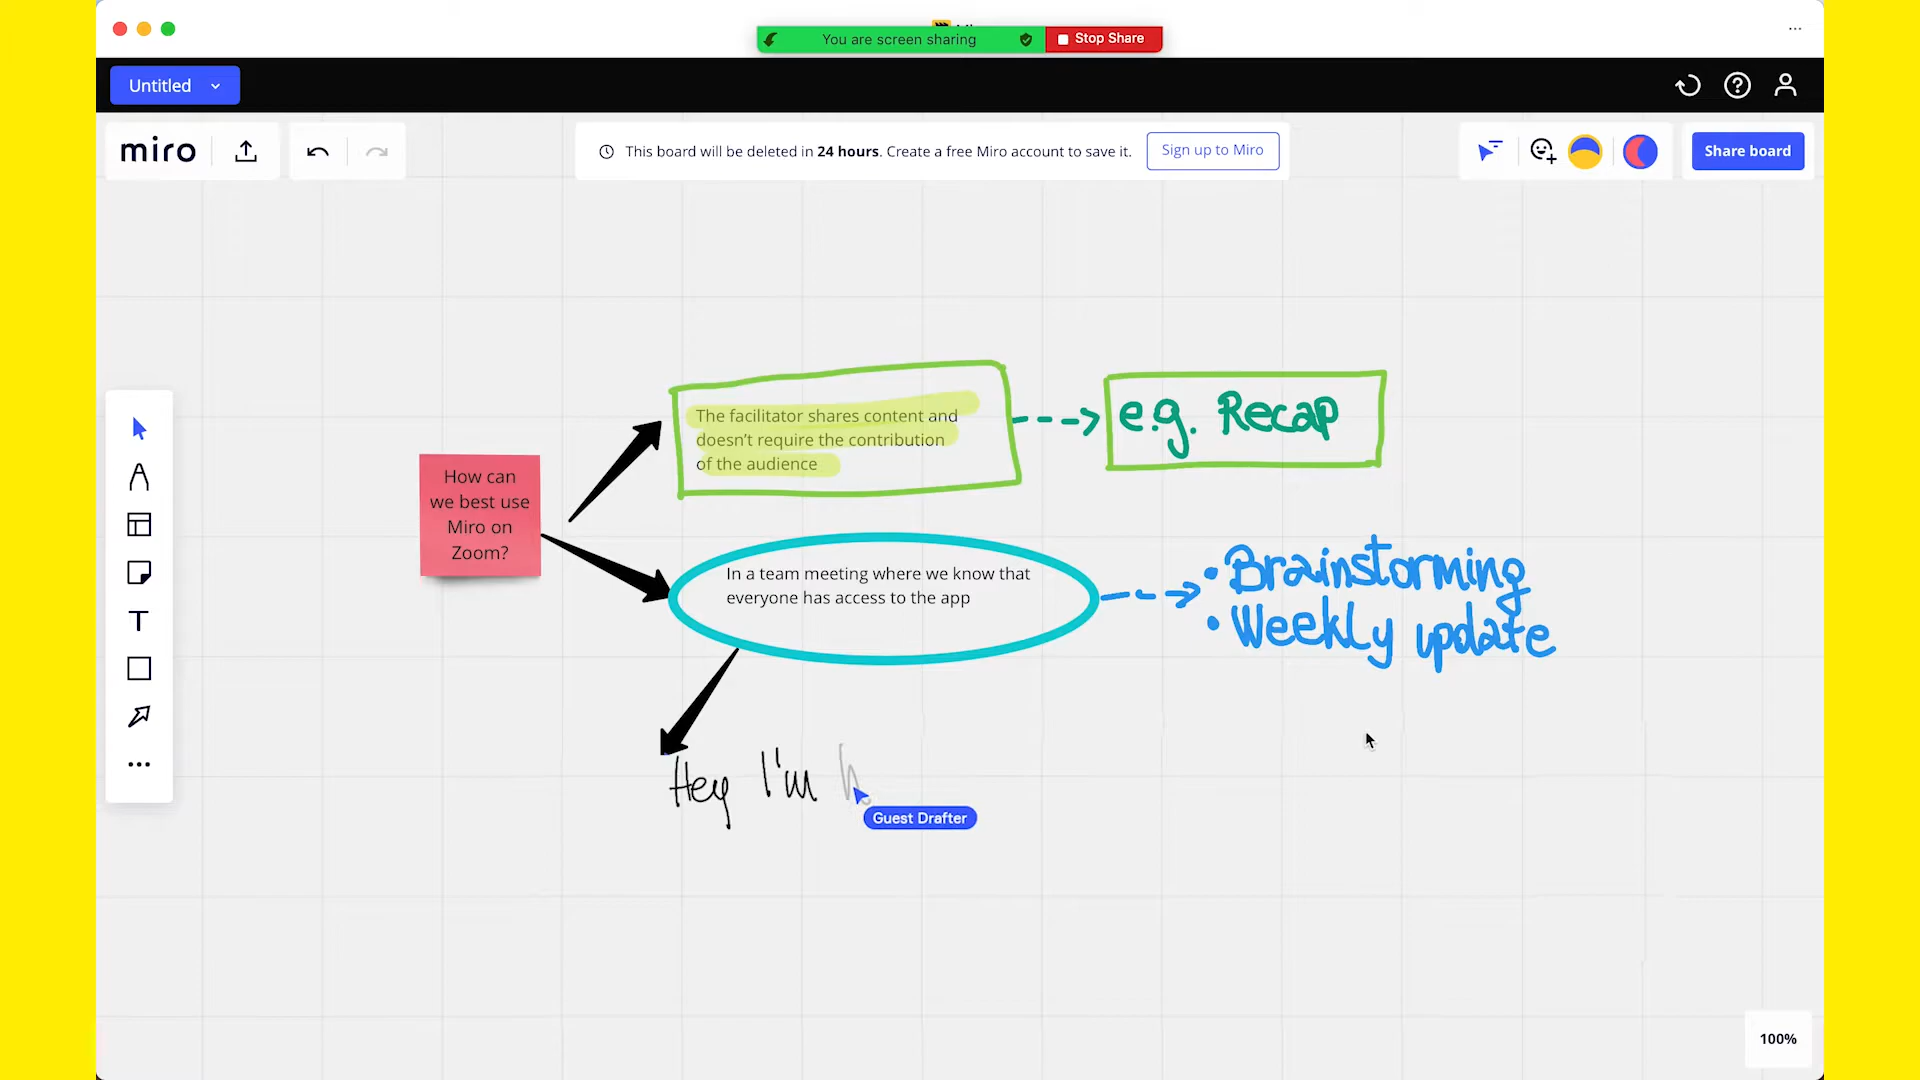 You are screen sharing
Stop Share
Untitled
miro
This board will be deleted in 24 hours. Create a free Miro account to save it.
Sign up to Miro
Share board
The facilitator shares content and
doesn't require the contribution
of the audience
e.g. Recap
How can
we best use
Miro on
Zoom?
In a team meeting where we know that
everyone has access to the app
• Brainstorming
• Weekly update
Hey I'm h
Guest Drafter
100%